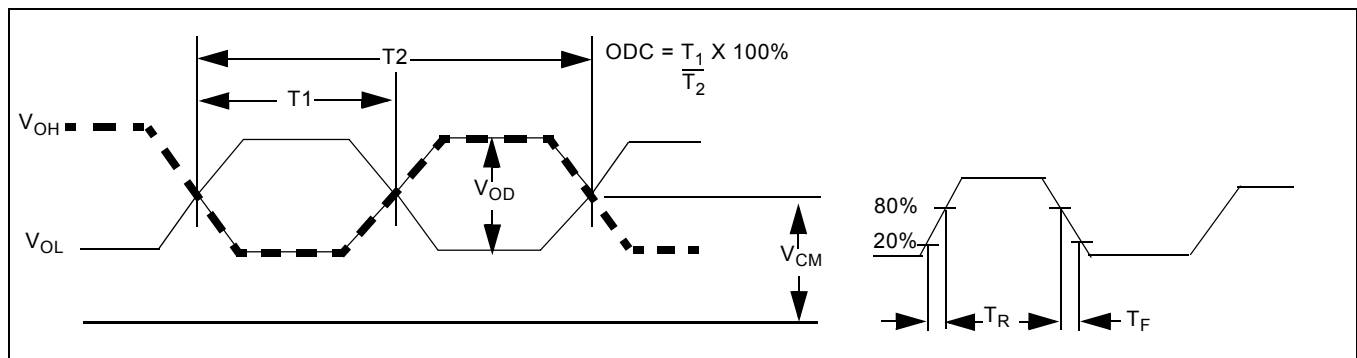 T2
ODC = T1 X 100%
T2
T1
VOH
VOD
VOL
VCM
80%
20%
TR
TF